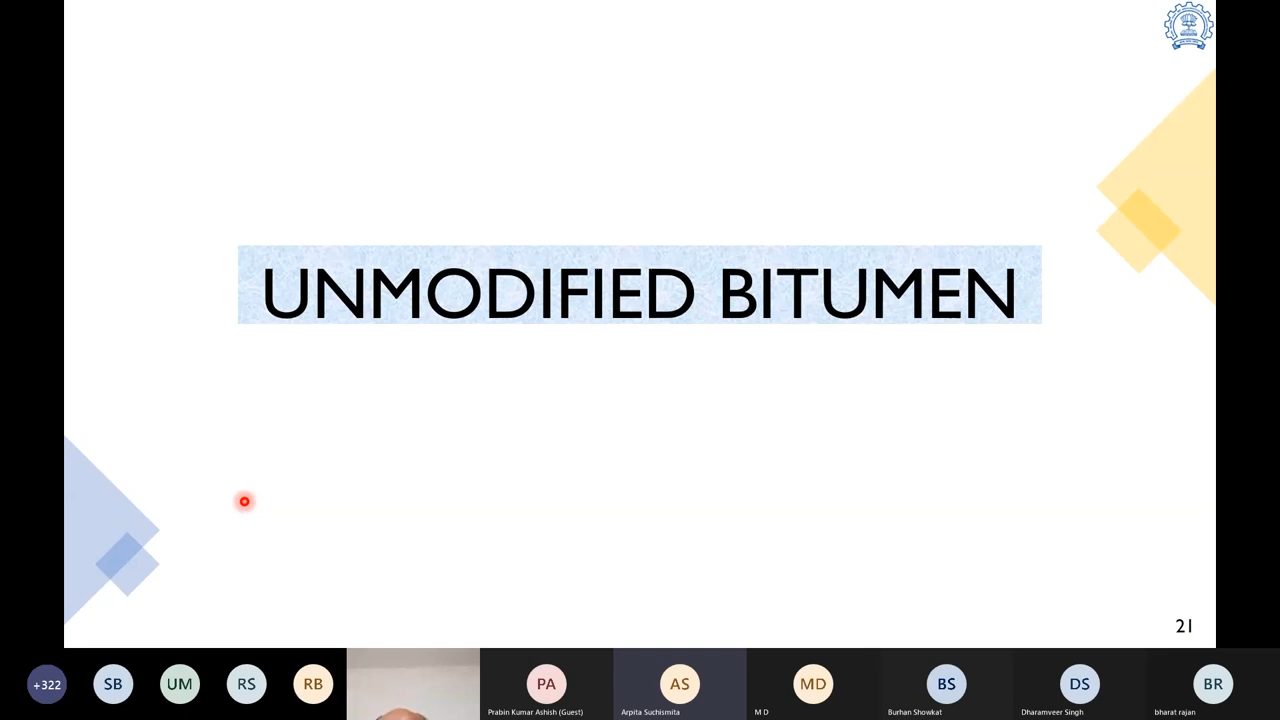 UNMODIFIED BITUMEN
21
+322
SB
UM
RS
RB
PA
Prabin Kumar Ashish (Guest)
AS
Arpita Suchismita
MD
M D
BS
Burhan Showkat
DS
Dharamveer Singh
BR
bharat rajan